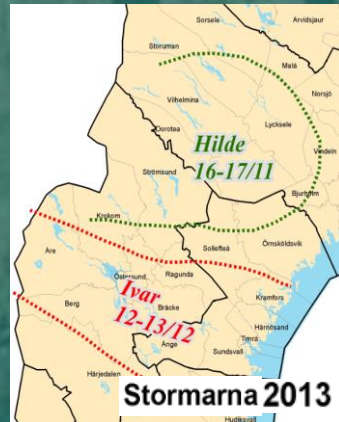 Sorsele
Arvidsjaur
Storuman
Malå
Norsjö
Vilhelmina
Lycksele
Dorotea
Vindeln
Hilde
16-17/11
Strömsund
Bjurholm
Krokom
Örnsköldsvik
Sollefteå
Åre
Östersund
Ragunda
Kramfors
Ivar
12-13/12
Berg
Bräcke
Härnösand
Timrå
Ånge
Sundsvall
Härjedalen
Stormarna 2013
Hudiksvall